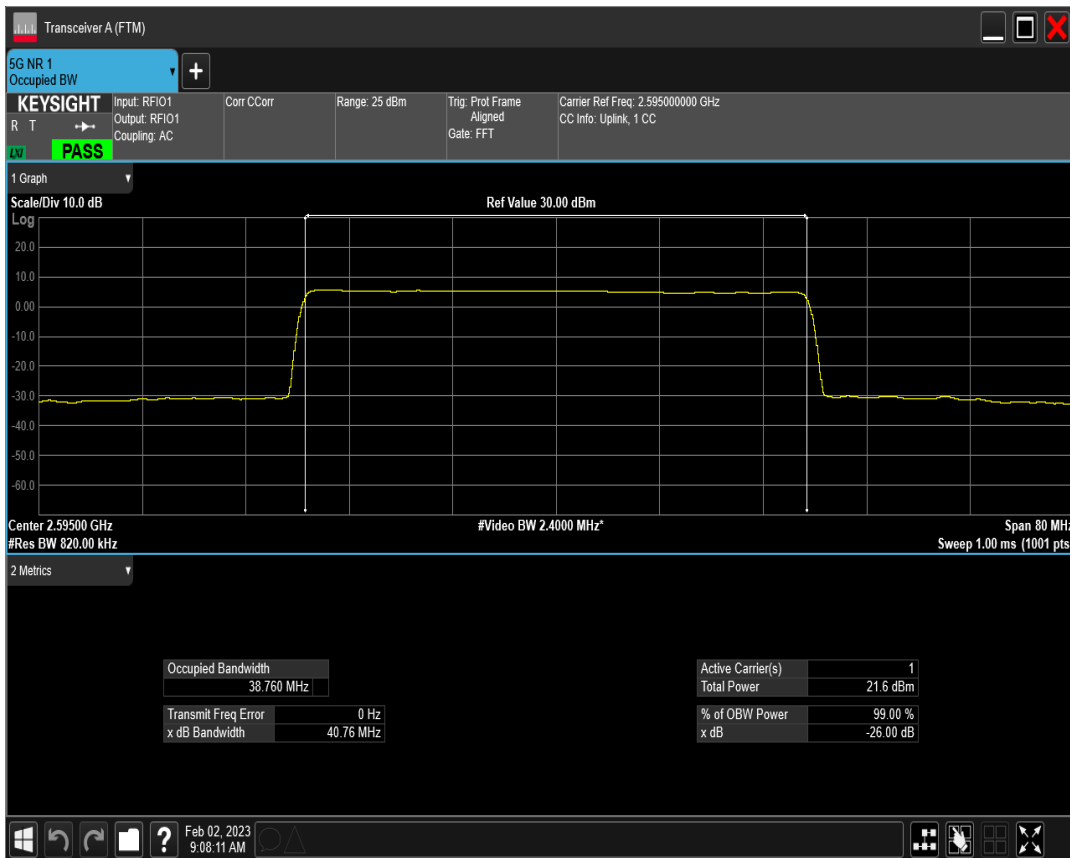 Transceiver A (FTM)
5G NR 1
Occupied BW
+
KEYSIGHT
R T
LXI
PASS
Input: RFIO1
Output: RFIO1
Coupling: AC
Corr CCorr
Range: 25 dBm
Trig: Prot Frame
Aligned
Gate: FFT
Carrier Ref Freq: 2.595000000 GHz
CC Info: Uplink, 1 CC
1 Graph
Scale/Div 10.0 dB
Ref Value 30.00 dBm
Log
20.0
10.0
0.00
-10.0
-20.0
-30.0
-40.0
-50.0
-60.0
Center 2.59500 GHz
#Video BW 2.4000 MHz*
Span 80 MHz
#Res BW 820.00 kHz
Sweep 1.00 ms (1001 pts
2 Metrics
Occupied Bandwidth
38.760 MHz
Transmit Freq Error 0 Hz
x dB Bandwidth 40.76 MHz
Active Carrier(s) 1
Total Power 21.6 dBm
% of OBW Power 99.00 %
x dB -26.00 dB
?
Feb 02, 2023
9:08:11 AM